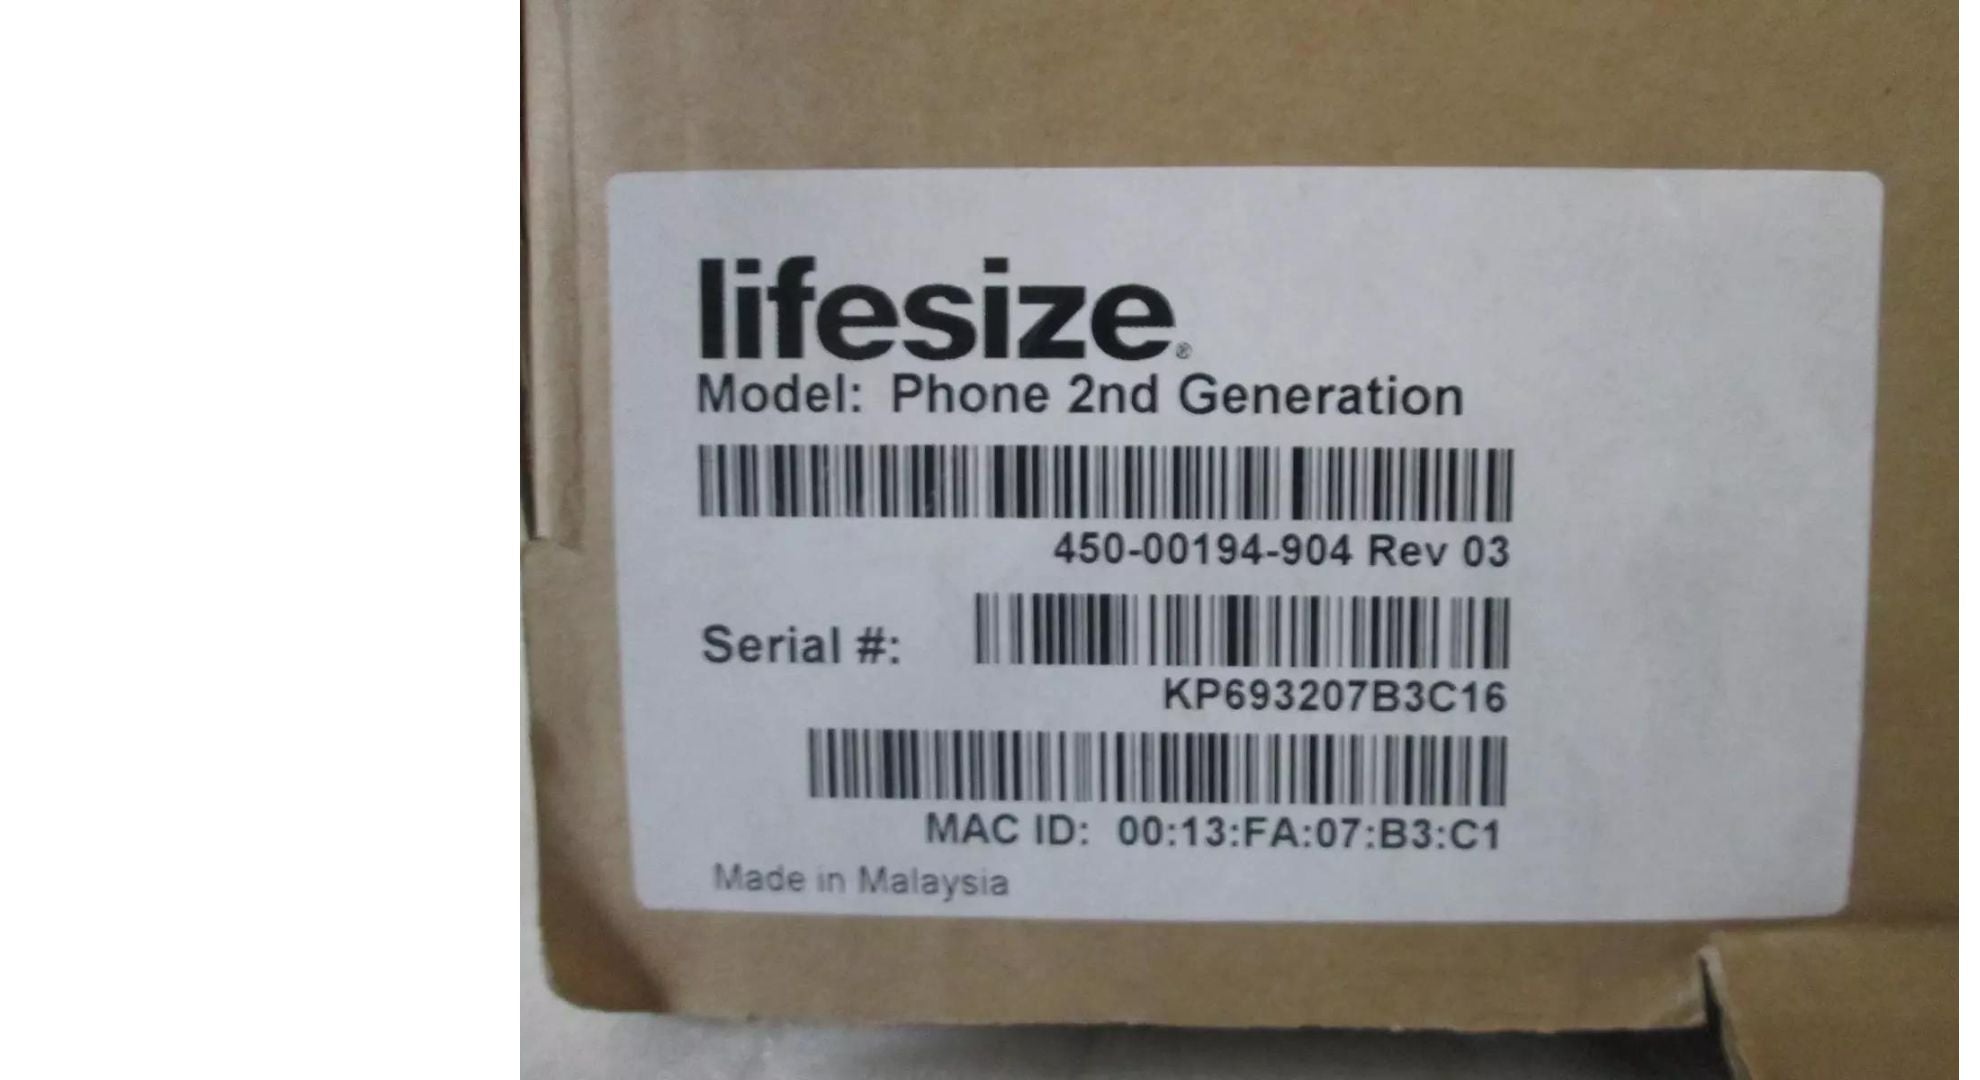 lifesize®
Model: Phone 2nd Generation
450-00194-904 Rev 03
Serial #:
KP693207B3C16
MAC ID: 00:13:FA:07:B3:C1
Made in Malaysia